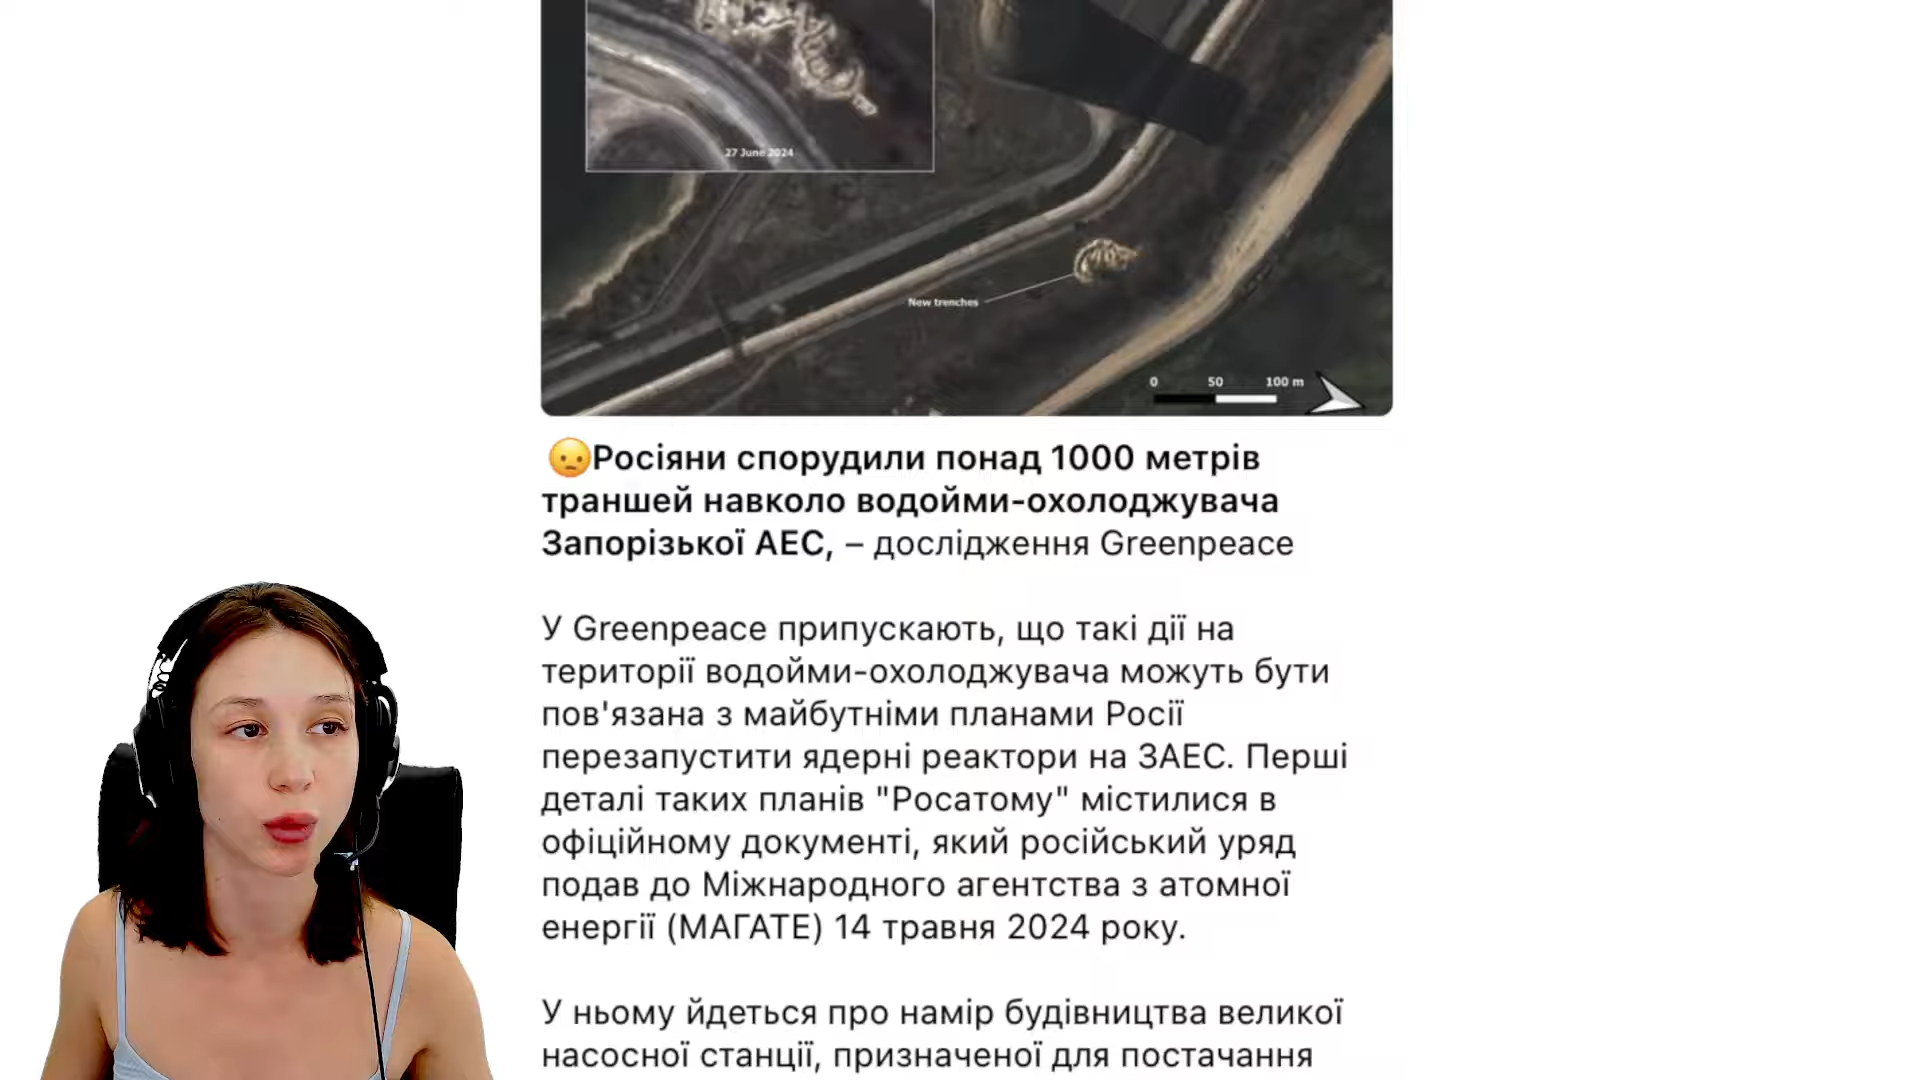 27 June 2024
New trenches
0 50 100 m
😦Росіяни спорудили понад 1000 метрів
траншей навколо водойми-охолоджувача
Запорізької АЕС, – дослідження Greenpeace
У Greenpeace припускають, що такі дії на
території водойми-охолоджувача можуть бути
пов'язана з майбутніми планами Росії
перезапустити ядерні реактори на ЗАЕС. Перші
деталі таких планів "Росатому" містилися в
офіційному документі, який російський уряд
подав до Міжнародного агентства з атомної
енергії (МАГАТЕ) 14 травня 2024 року.
У ньому йдеться про намір будівництва великої
насосної станції, призначеної для постачання